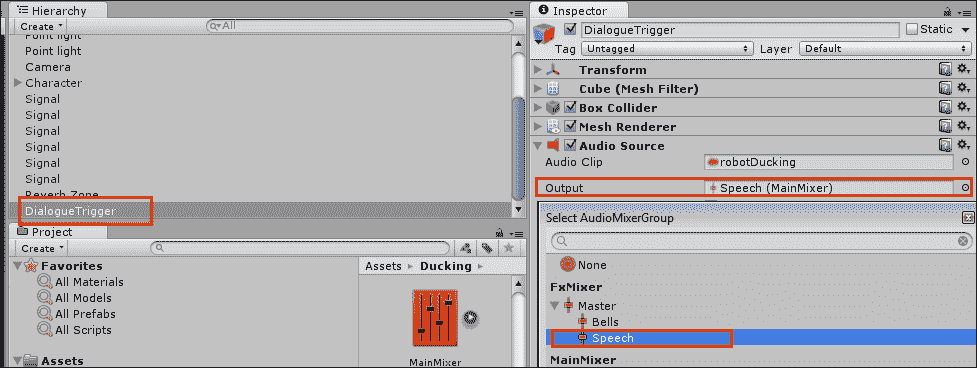 Hierarchy
Create
All
Point light
Point light
Camera
Character
Signal
Signal
Signal
Signal
Signal
Signal
Reverb Zone
DialogueTrigger
Project
Create
Favorites
All Materials
All Models
All Prefabs
All Scripts
Assets
Assets ▸ Ducking ▸
MainMixer
Inspector
DialogueTrigger
Static
Tag Untagged Layer Default
Transform
Cube (Mesh Filter)
Box Collider
Mesh Renderer
Audio Source
Audio Clip robotDucking
Output Speech (MainMixer)
Select AudioMixerGroup
None
FxMixer
Master
Bells
Speech
MainMixer